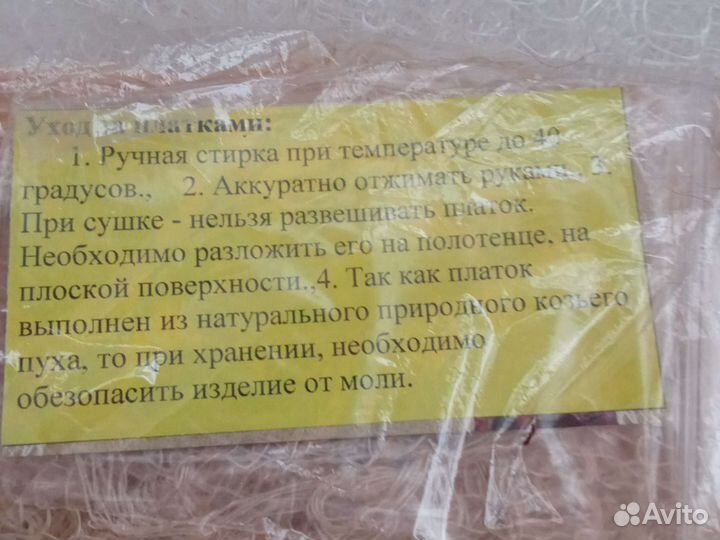 Уход за платками:
1. Ручная стирка при температуре до 40
градусов., 2. Аккуратно отжимать руками., 3.
При сушке - нельзя развешивать платок.
Необходимо разложить его на полотенце, на
плоской поверхности.,4. Так как платок
выполнен из натурального природного козьего
пуха, то при хранении, необходимо
обезопасить изделие от моли.
Avito